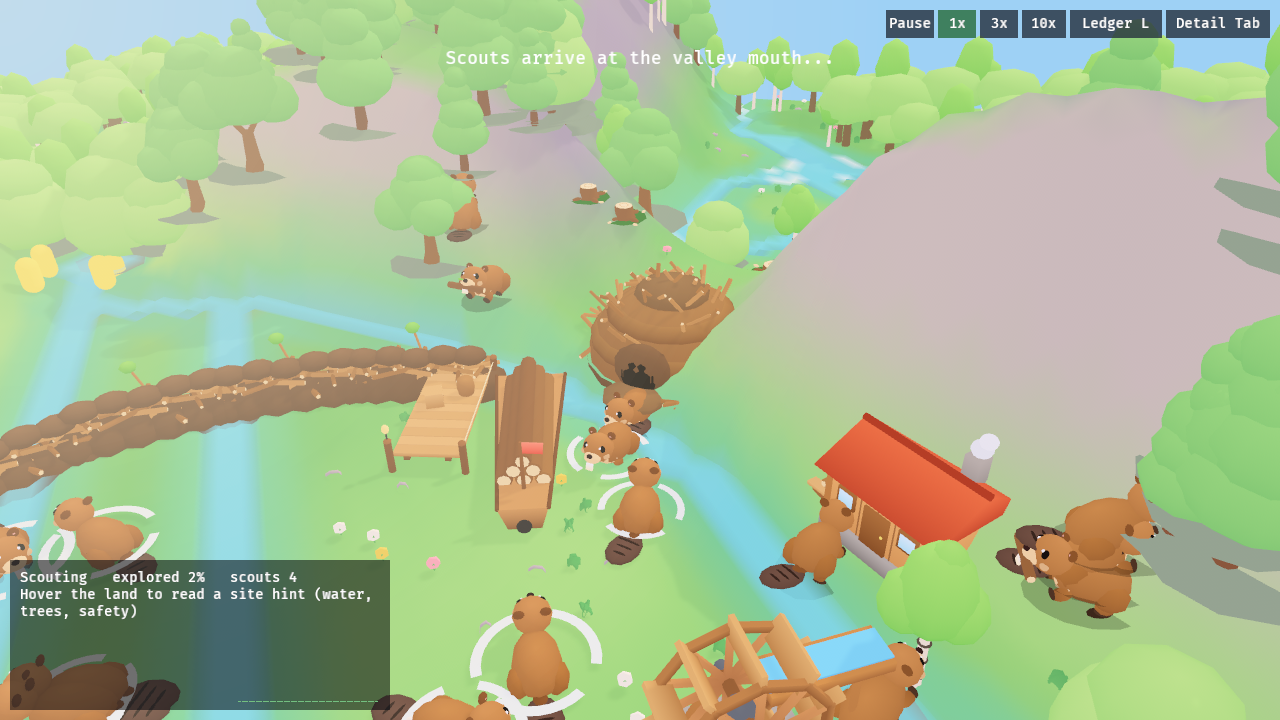 Pause 1x 3x 10x Ledger L Detail Tab
Scouts arrive at the valley mouth...
Scouting explored 2% scouts 4
Hover the land to read a site hint (water,
trees, safety)